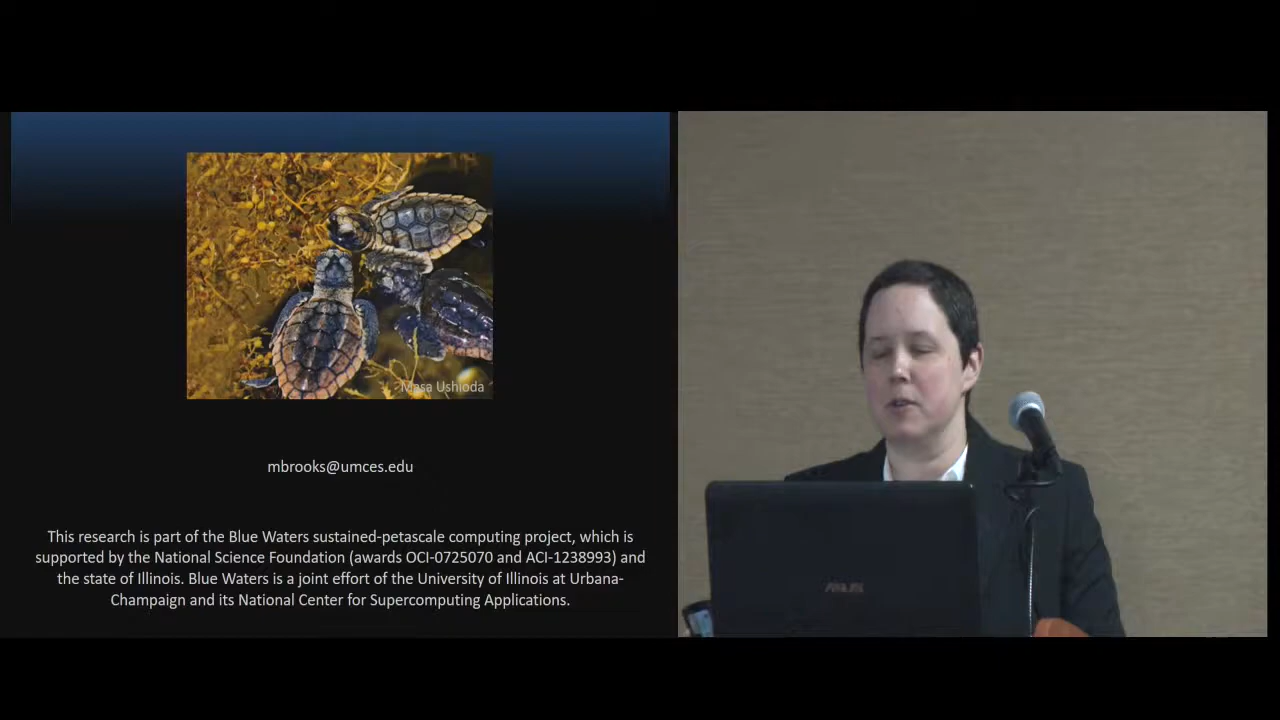 Masa Ushioda
mbrooks@umces.edu
This research is part of the Blue Waters sustained-petascale computing project, which is
supported by the National Science Foundation (awards OCI-0725070 and ACI-1238993) and
the state of Illinois. Blue Waters is a joint effort of the University of Illinois at Urbana-
Champaign and its National Center for Supercomputing Applications.
ASUS